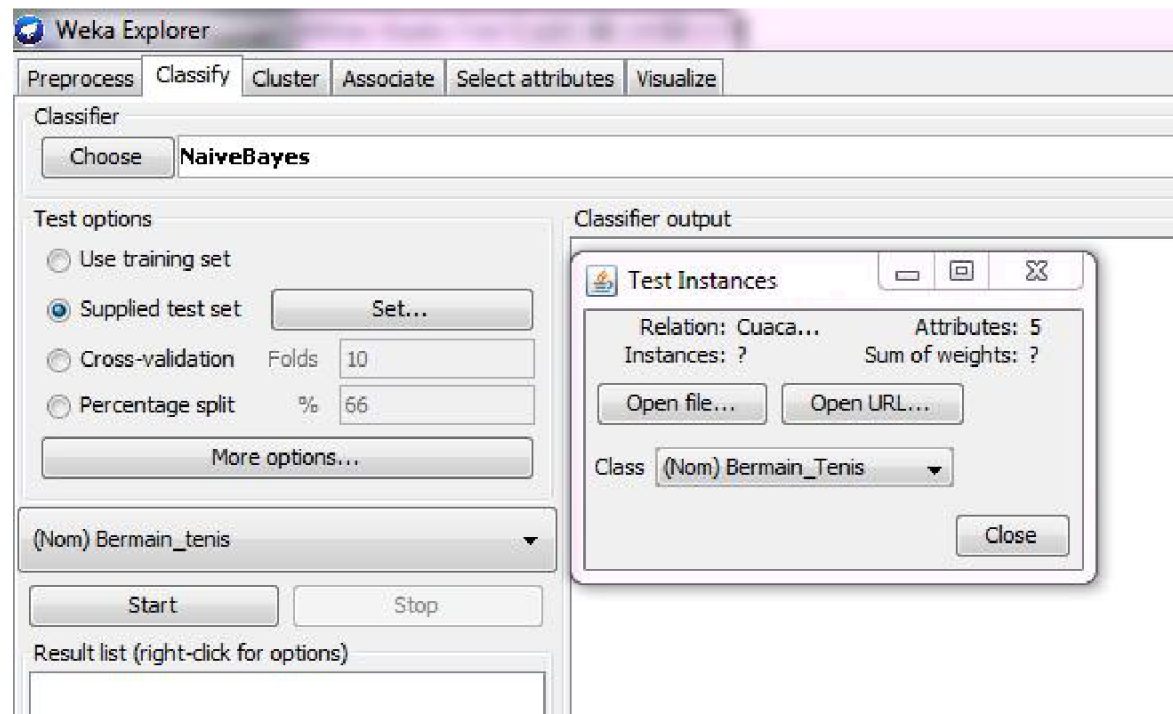 Weka Explorer
Preprocess Classify Cluster Associate Select attributes Visualize
Classifier
Choose NaiveBayes
Test options
Use training set
Supplied test set Set...
Cross-validation Folds 10
Percentage split % 66
More options...
(Nom) Bermain_tenis
Start Stop
Result list (right-click for options)
Classifier output
Test Instances
Relation: Cuaca... Attributes: 5
Instances: ? Sum of weights: ?
Open file... Open URL...
Class (Nom) Bermain_Tenis
Close